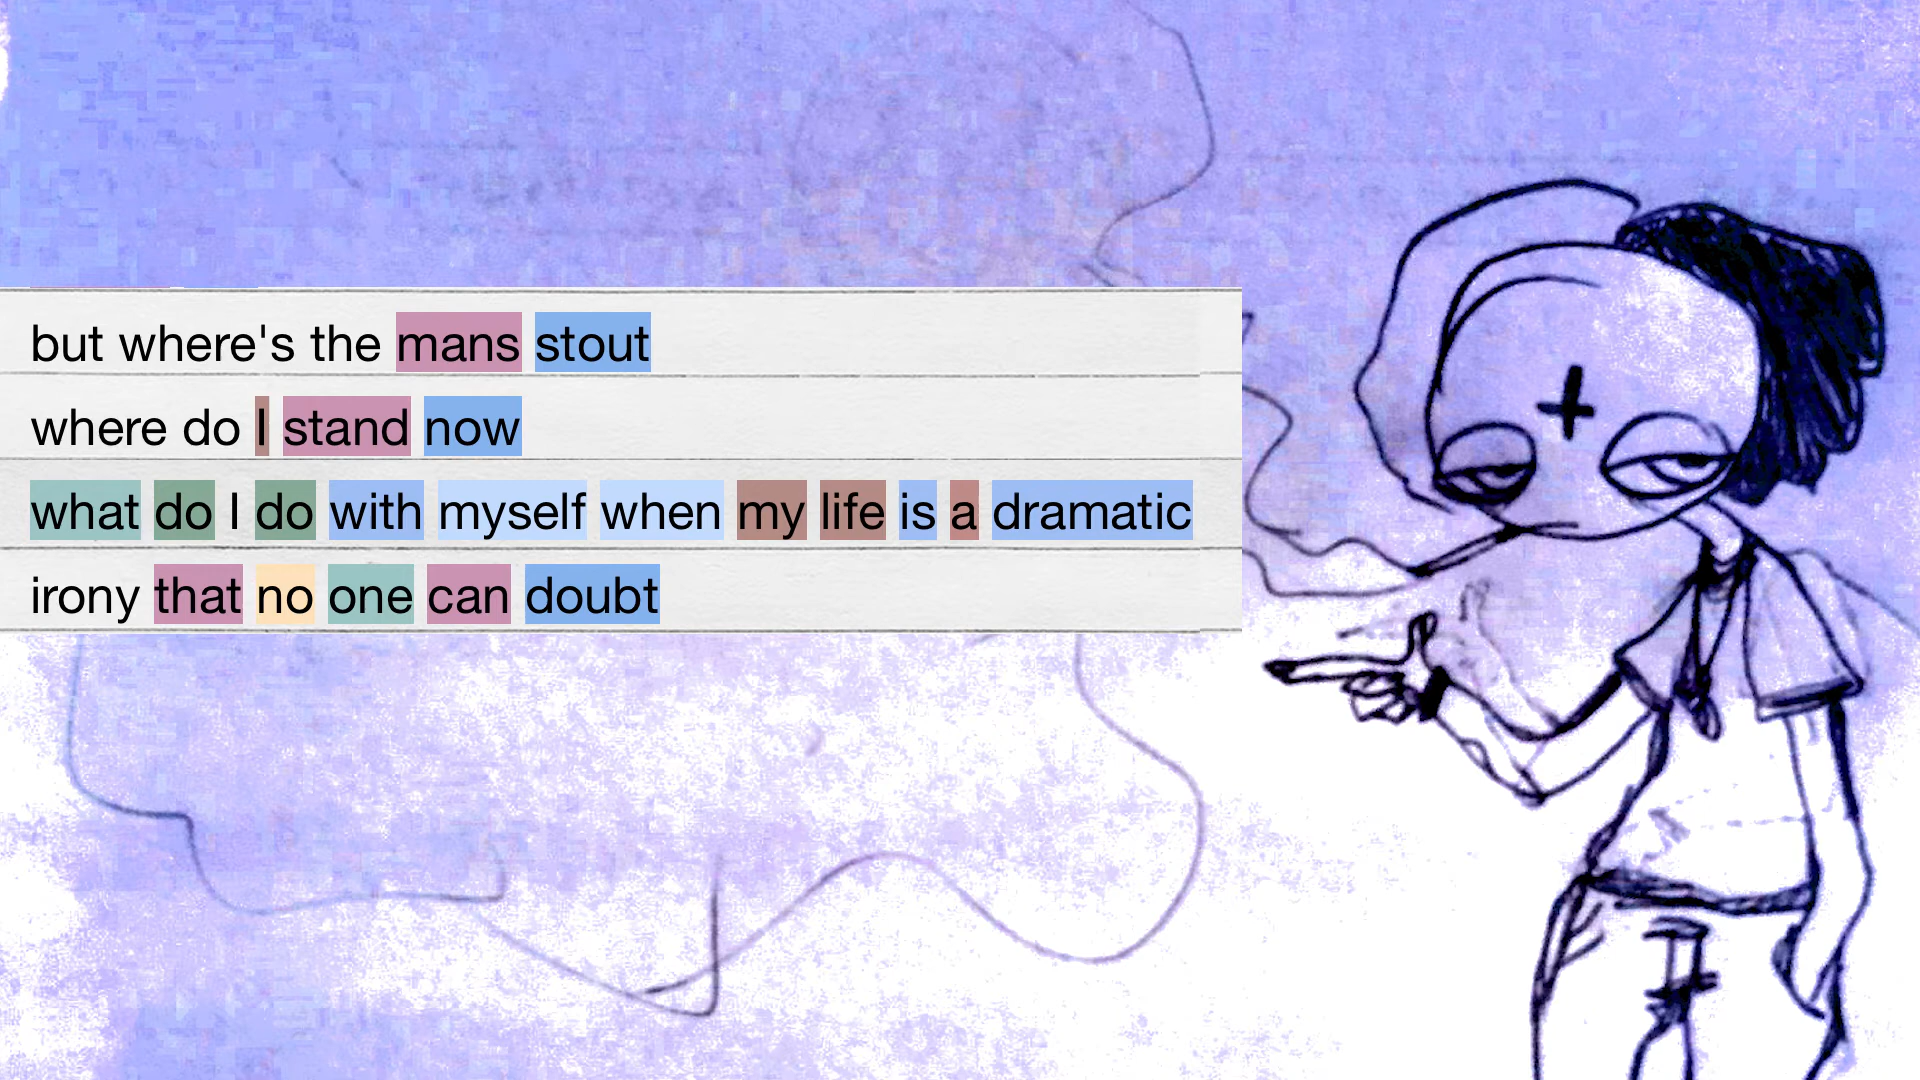 but where's the mans stout
where do I stand now
what do I do with myself when my life is a dramatic
irony that no one can doubt